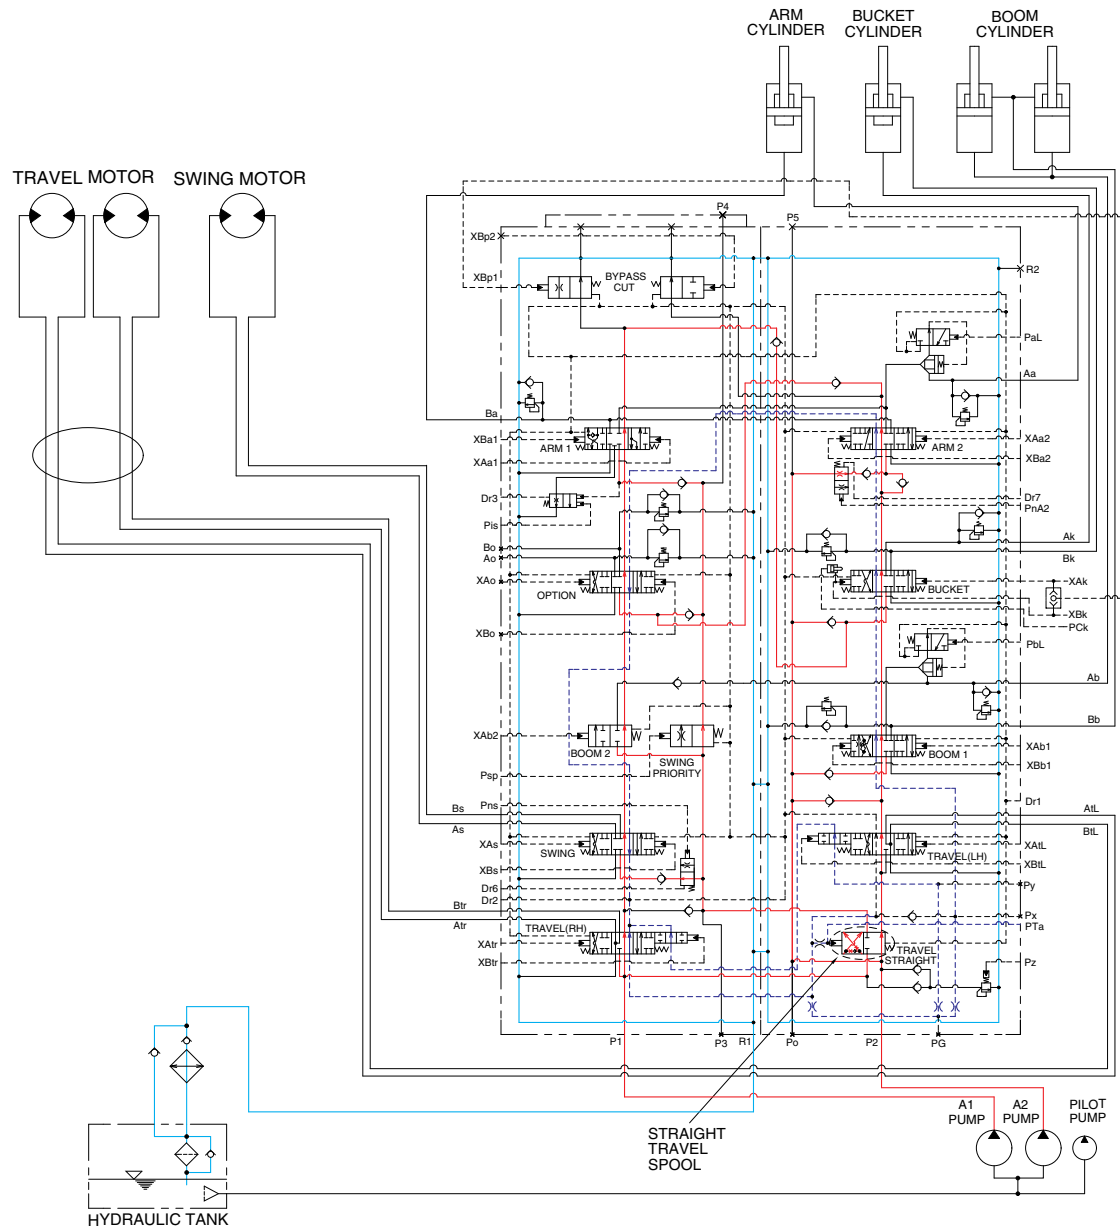 ARM
CYLINDER
BUCKET
CYLINDER
BOOM
CYLINDER
TRAVEL MOTOR
SWING MOTOR
P4
P5
XBp2
XBp1
BYPASS
CUT
R2
PaL
Aa
Ba
XBa1
XAa1
ARM 1
ARM 2
XAa2
XBa2
Dr3
Pis
Dr7
PnA2
Bo
Ao
Ak
Bk
XAo
OPTION
BUCKET
XAk
XBk
PCk
XBo
PbL
Ab
Bb
XAb2
BOOM 2
SWING
PRIORITY
BOOM 1
XAb1
XBb1
Psp
Pns
Dr1
Bs
As
AtL
BtL
XAs
SWING
TRAVEL(LH)
XAtL
XBtL
XBs
Dr6
Dr2
Py
Btr
Atr
Px
PTa
TRAVEL(RH)
XAtr
XBtr
TRAVEL
STRAIGHT
Pz
P1
P3
R1
Po
P2
PG
STRAIGHT
TRAVEL
SPOOL
A1
PUMP
A2
PUMP
PILOT
PUMP
HYDRAULIC TANK